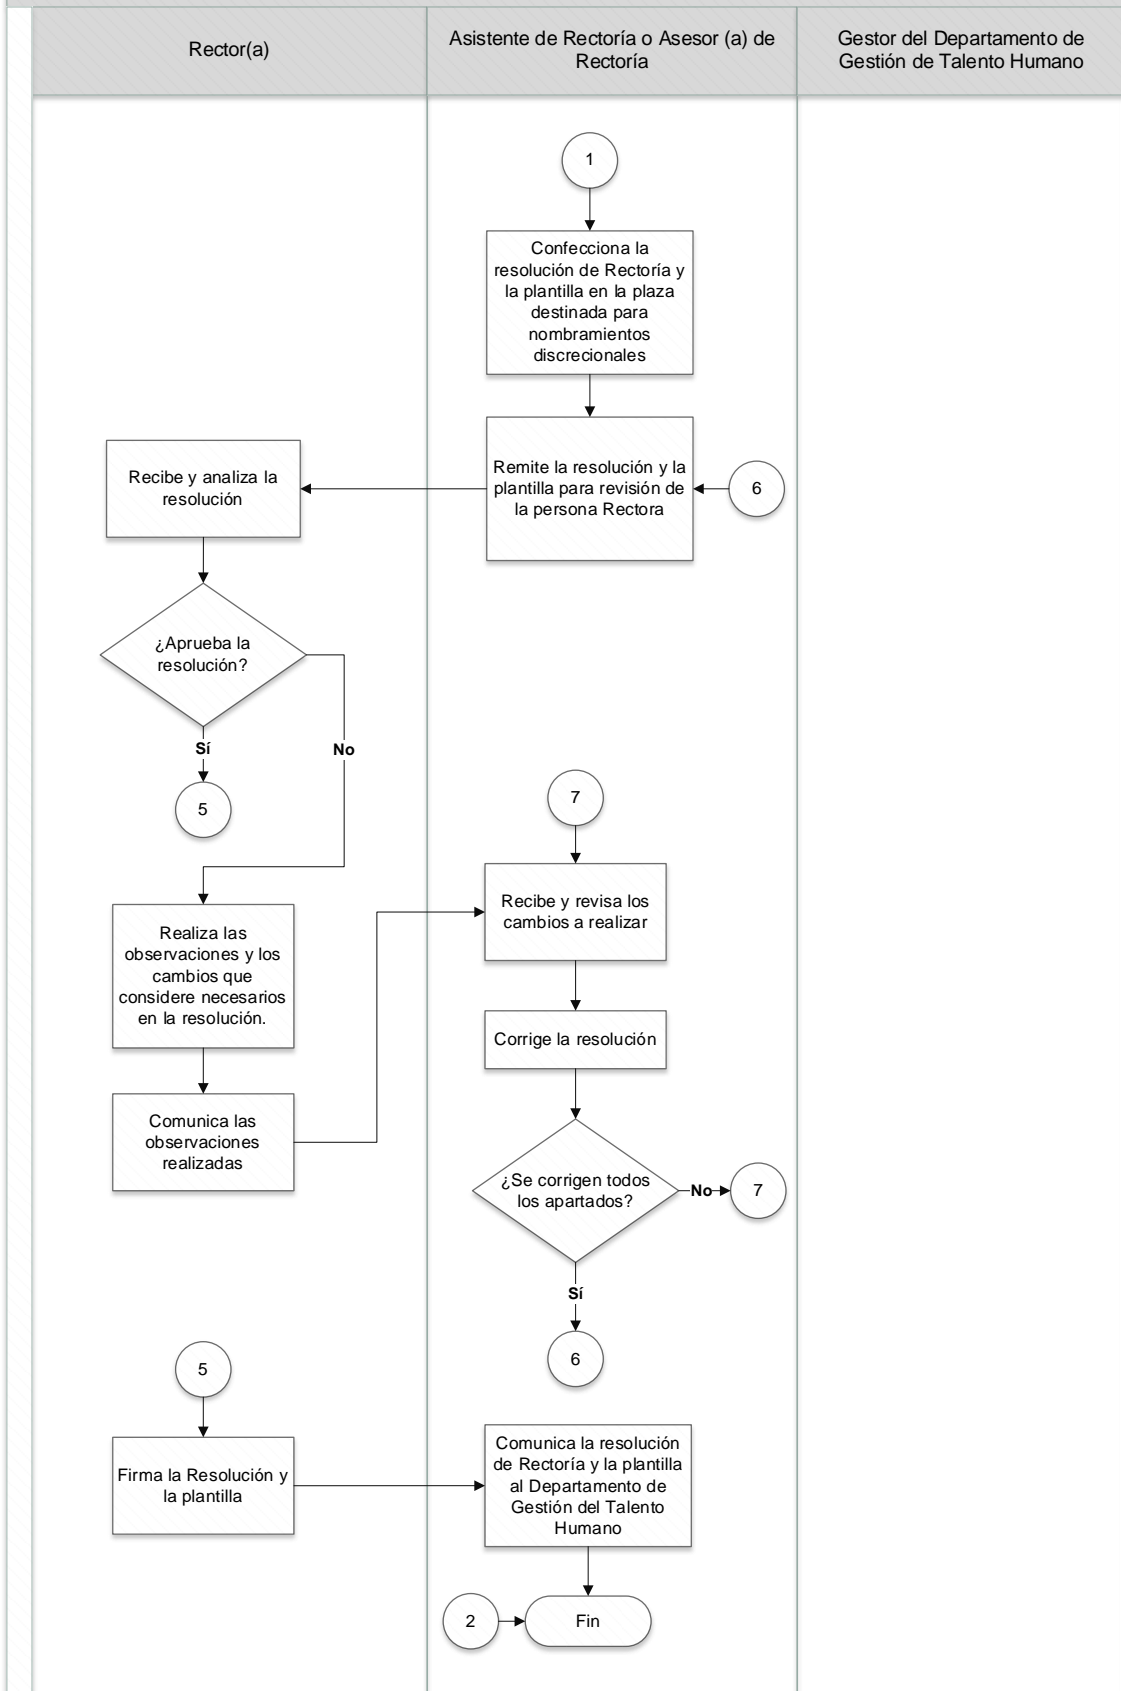 Rector(a)
Asistente de Rectoría o Asesor (a) de
Rectoría
Gestor del Departamento de
Gestión de Talento Humano
1
Confecciona la
resolución de Rectoría y
la plantilla en la plaza
destinada para
nombramientos
discrecionales
Remite la resolución y la
plantilla para revisión de
la persona Rectora
6
Recibe y analiza la
resolución
¿Aprueba la
resolución?
Sí
No
5
7
Recibe y revisa los
cambios a realizar
Realiza las
observaciones y los
cambios que
considere necesarios
en la resolución.
Corrige la resolución
Comunica las
observaciones
realizadas
¿Se corrigen todos
los apartados?
No
7
Sí
6
5
Firma la Resolución y
la plantilla
Comunica la resolución
de Rectoría y la plantilla
al Departamento de
Gestión del Talento
Humano
2
Fin